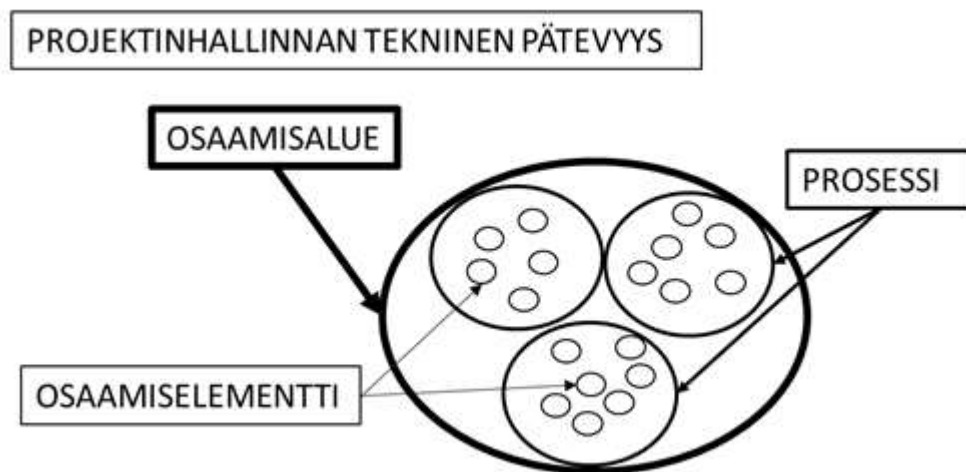 PROJEKTINHALLINNAN TEKNINEN PÄTEVYYS
OSAAMISALUE
PROSESSI
OSAAMISELEMENTTI